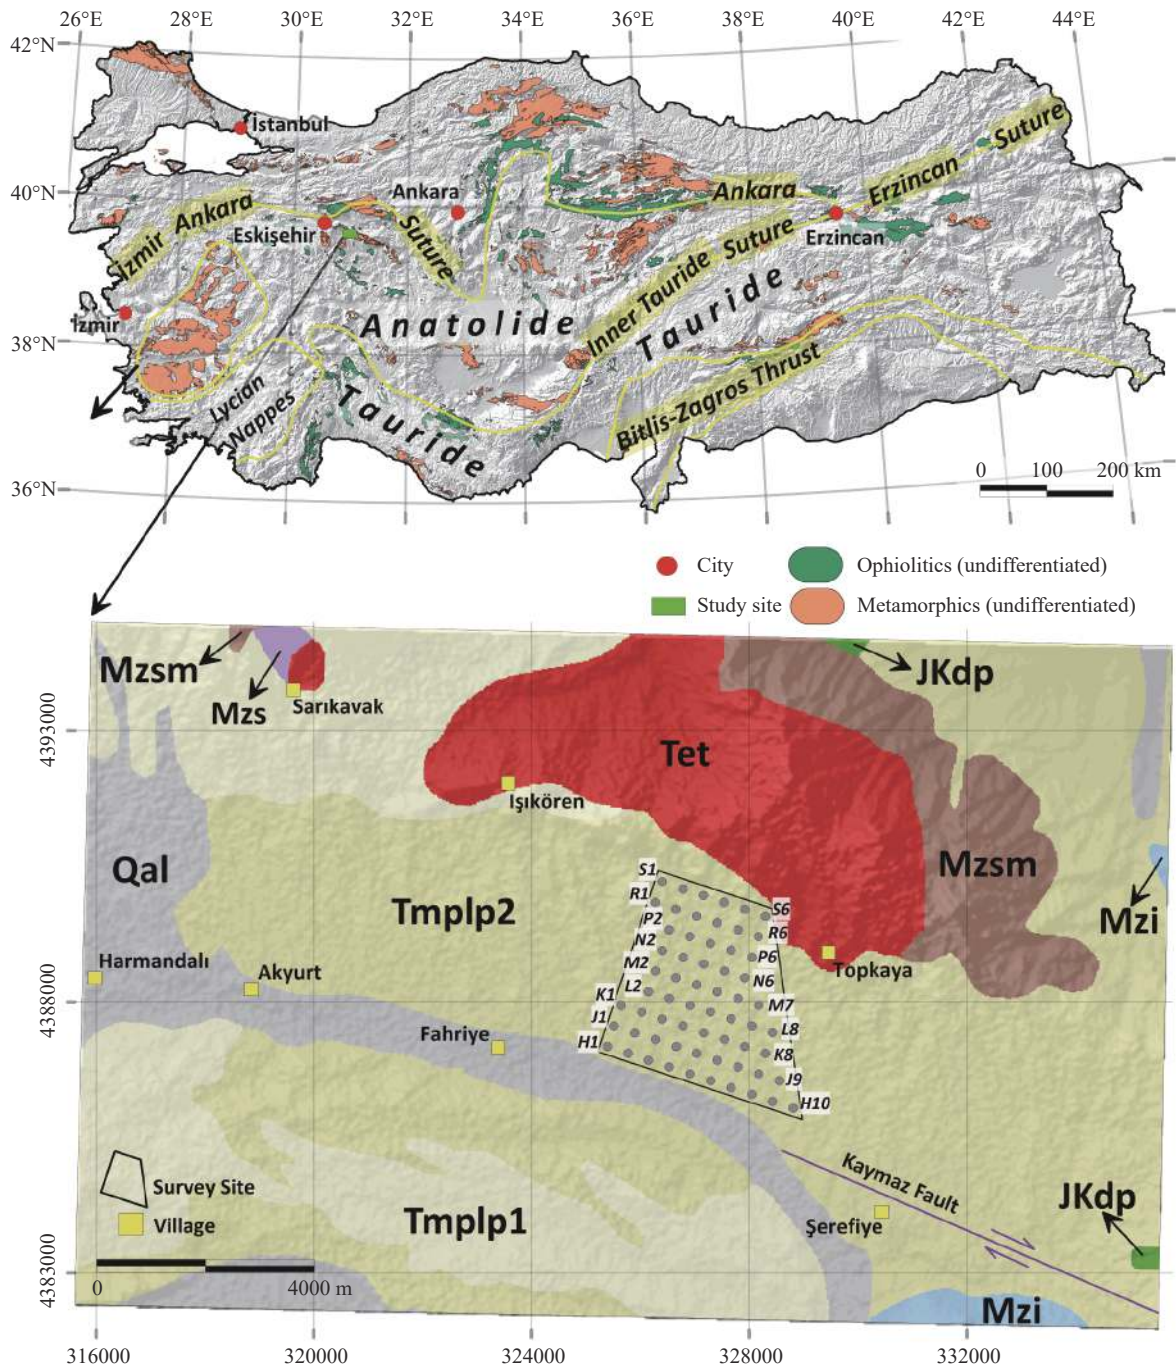 26°E 28°E 30°E 32°E 34°E 36°E 38°E 40°E 42°E 44°E
42°N
40°N
38°N
36°N
İstanbul
Ankara
Eskişehir
Erzincan
İzmir
İzmir Ankara Suture
Ankara Erzincan Suture
Inner Tauride Suture
Anatolide
Tauride
Tauride
Lycian
Nappes
Bitlis-Zagros Thrust
0 100 200 km
City
Ophiolitics (undifferentiated)
Study site
Metamorphics (undifferentiated)
Mzsm
Mzs
Sarıkavak
JKdp
4393000
Tet
Işıkören
Qal
Mzsm
Tmplp2
Mzi
S1
R1
P2
N2
M2
L2
K1
J1
H1
S6
R6
P6
N6
M7
L8
K8
J9
H10
Topkaya
Harmandalı
Akyurt
4388000
Fahriye
Kaymaz Fault
Survey Site
Village
Tmplp1
Şerefiye
JKdp
0 4000 m
4383000
Mzi
316000 320000 324000 328000 332000